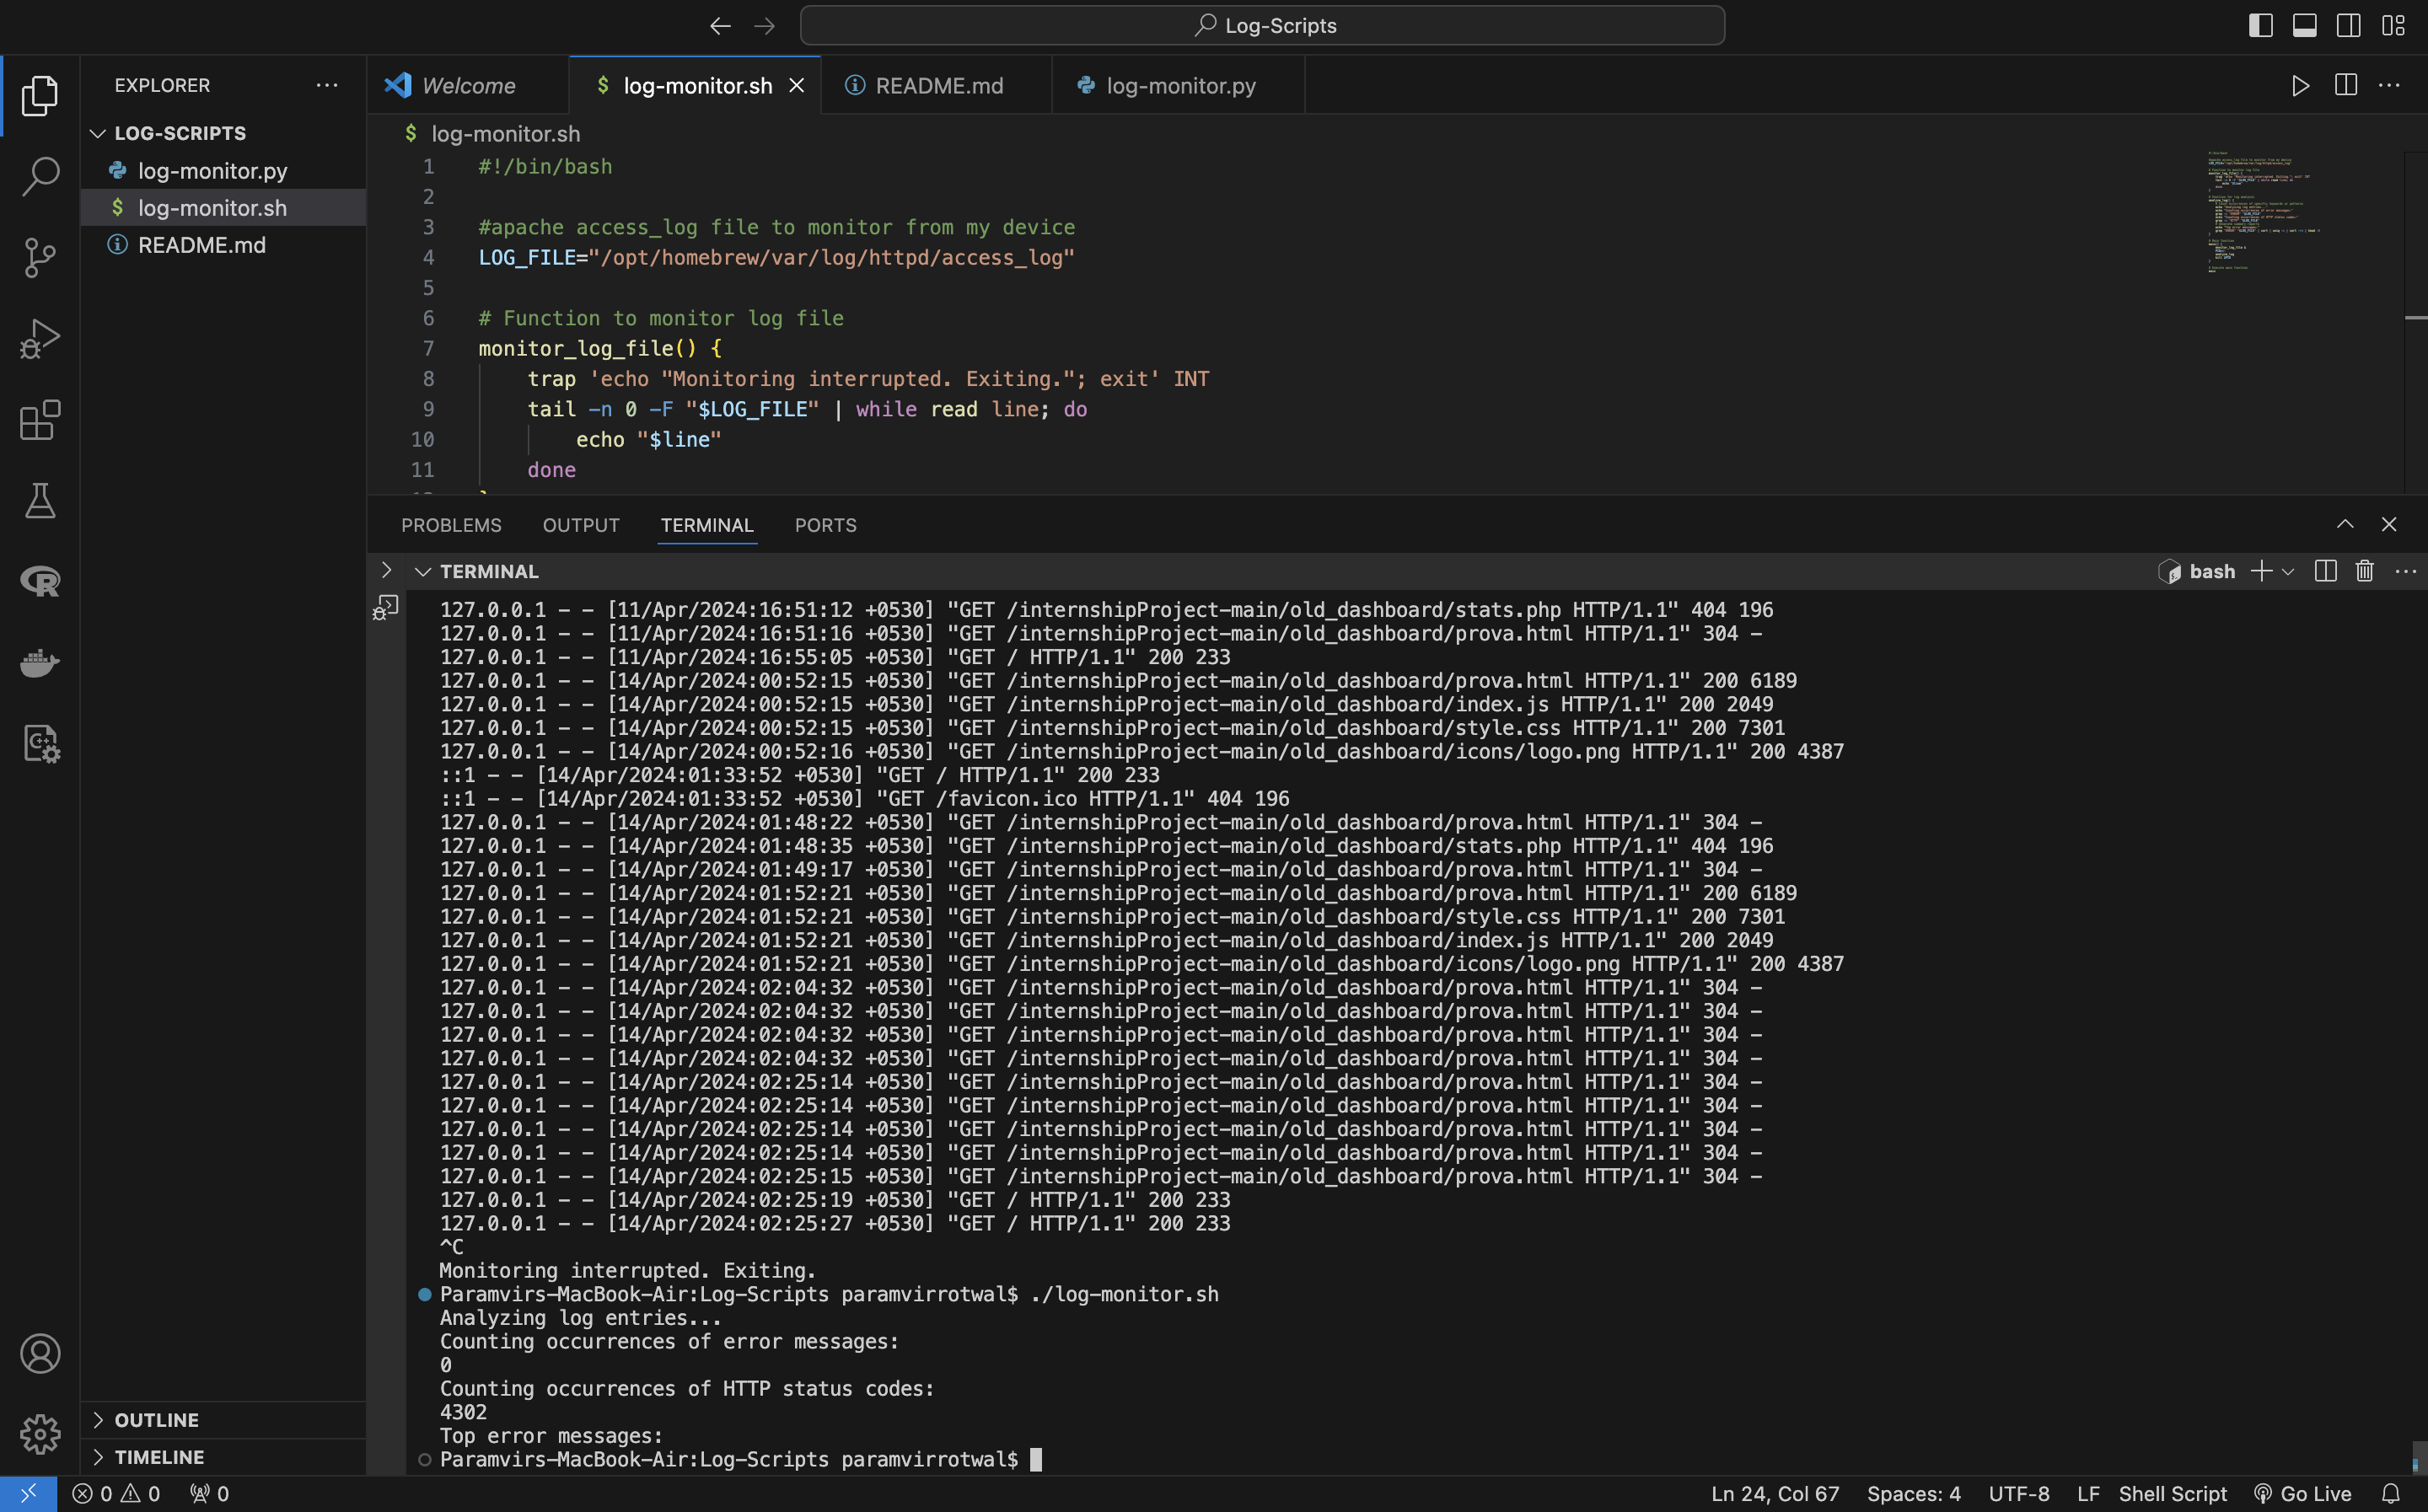 Log-Scripts
EXPLORER
Welcome
$ log-monitor.sh
README.md
log-monitor.py
LOG-SCRIPTS
log-monitor.py
$ log-monitor.sh
README.md
$ log-monitor.sh
1 #!/bin/bash
2
3 #apache access_log file to monitor from my device
4 LOG_FILE="/opt/homebrew/var/log/httpd/access_log"
5
6 # Function to monitor log file
7 monitor_log_file() {
8 trap 'echo "Monitoring interrupted. Exiting."; exit' INT
9 tail -n 0 -F "$LOG_FILE" | while read line; do
10 echo "$line"
11 done
PROBLEMS OUTPUT TERMINAL PORTS
TERMINAL
bash
127.0.0.1 - - [11/Apr/2024:16:51:12 +0530] "GET /internshipProject-main/old_dashboard/stats.php HTTP/1.1" 404 196
127.0.0.1 - - [11/Apr/2024:16:51:16 +0530] "GET /internshipProject-main/old_dashboard/prova.html HTTP/1.1" 304 -
127.0.0.1 - - [11/Apr/2024:16:55:05 +0530] "GET / HTTP/1.1" 200 233
127.0.0.1 - - [14/Apr/2024:00:52:15 +0530] "GET /internshipProject-main/old_dashboard/prova.html HTTP/1.1" 200 6189
127.0.0.1 - - [14/Apr/2024:00:52:15 +0530] "GET /internshipProject-main/old_dashboard/index.js HTTP/1.1" 200 2049
127.0.0.1 - - [14/Apr/2024:00:52:15 +0530] "GET /internshipProject-main/old_dashboard/style.css HTTP/1.1" 200 7301
127.0.0.1 - - [14/Apr/2024:00:52:16 +0530] "GET /internshipProject-main/old_dashboard/icons/logo.png HTTP/1.1" 200 4387
::1 - - [14/Apr/2024:01:33:52 +0530] "GET / HTTP/1.1" 200 233
::1 - - [14/Apr/2024:01:33:52 +0530] "GET /favicon.ico HTTP/1.1" 404 196
127.0.0.1 - - [14/Apr/2024:01:48:22 +0530] "GET /internshipProject-main/old_dashboard/prova.html HTTP/1.1" 304 -
127.0.0.1 - - [14/Apr/2024:01:48:35 +0530] "GET /internshipProject-main/old_dashboard/stats.php HTTP/1.1" 404 196
127.0.0.1 - - [14/Apr/2024:01:49:17 +0530] "GET /internshipProject-main/old_dashboard/prova.html HTTP/1.1" 304 -
127.0.0.1 - - [14/Apr/2024:01:52:21 +0530] "GET /internshipProject-main/old_dashboard/prova.html HTTP/1.1" 200 6189
127.0.0.1 - - [14/Apr/2024:01:52:21 +0530] "GET /internshipProject-main/old_dashboard/style.css HTTP/1.1" 200 7301
127.0.0.1 - - [14/Apr/2024:01:52:21 +0530] "GET /internshipProject-main/old_dashboard/index.js HTTP/1.1" 200 2049
127.0.0.1 - - [14/Apr/2024:01:52:21 +0530] "GET /internshipProject-main/old_dashboard/icons/logo.png HTTP/1.1" 200 4387
127.0.0.1 - - [14/Apr/2024:02:04:32 +0530] "GET /internshipProject-main/old_dashboard/prova.html HTTP/1.1" 304 -
127.0.0.1 - - [14/Apr/2024:02:04:32 +0530] "GET /internshipProject-main/old_dashboard/prova.html HTTP/1.1" 304 -
127.0.0.1 - - [14/Apr/2024:02:04:32 +0530] "GET /internshipProject-main/old_dashboard/prova.html HTTP/1.1" 304 -
127.0.0.1 - - [14/Apr/2024:02:04:32 +0530] "GET /internshipProject-main/old_dashboard/prova.html HTTP/1.1" 304 -
127.0.0.1 - - [14/Apr/2024:02:25:14 +0530] "GET /internshipProject-main/old_dashboard/prova.html HTTP/1.1" 304 -
127.0.0.1 - - [14/Apr/2024:02:25:14 +0530] "GET /internshipProject-main/old_dashboard/prova.html HTTP/1.1" 304 -
127.0.0.1 - - [14/Apr/2024:02:25:14 +0530] "GET /internshipProject-main/old_dashboard/prova.html HTTP/1.1" 304 -
127.0.0.1 - - [14/Apr/2024:02:25:14 +0530] "GET /internshipProject-main/old_dashboard/prova.html HTTP/1.1" 304 -
127.0.0.1 - - [14/Apr/2024:02:25:15 +0530] "GET /internshipProject-main/old_dashboard/prova.html HTTP/1.1" 304 -
127.0.0.1 - - [14/Apr/2024:02:25:19 +0530] "GET / HTTP/1.1" 200 233
127.0.0.1 - - [14/Apr/2024:02:25:27 +0530] "GET / HTTP/1.1" 200 233
^C
Monitoring interrupted. Exiting.
Paramvirs-MacBook-Air:Log-Scripts paramvirrotwal$ ./log-monitor.sh
Analyzing log entries...
Counting occurrences of error messages:
0
Counting occurrences of HTTP status codes:
4302
Top error messages:
Paramvirs-MacBook-Air:Log-Scripts paramvirrotwal$
OUTLINE
TIMELINE
0 0 0
Ln 24, Col 67 Spaces: 4 UTF-8 LF Shell Script Go Live